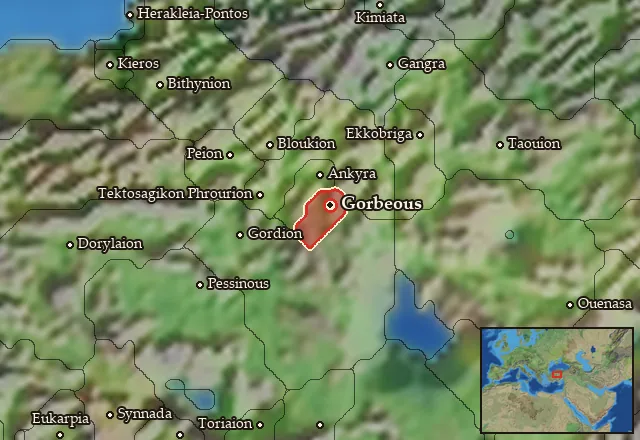 Herakleia-Pontos
Kimiata
Kieros
Gangra
Bithynion
Ekkobriga
Bloukion
Taouion
Peion
Ankyra
Tektosagikon Phrourion
Gorbeous
Gordion
Dorylaion
Pessinous
Ouenasa
Synnada
Eukarpia
Toriaion